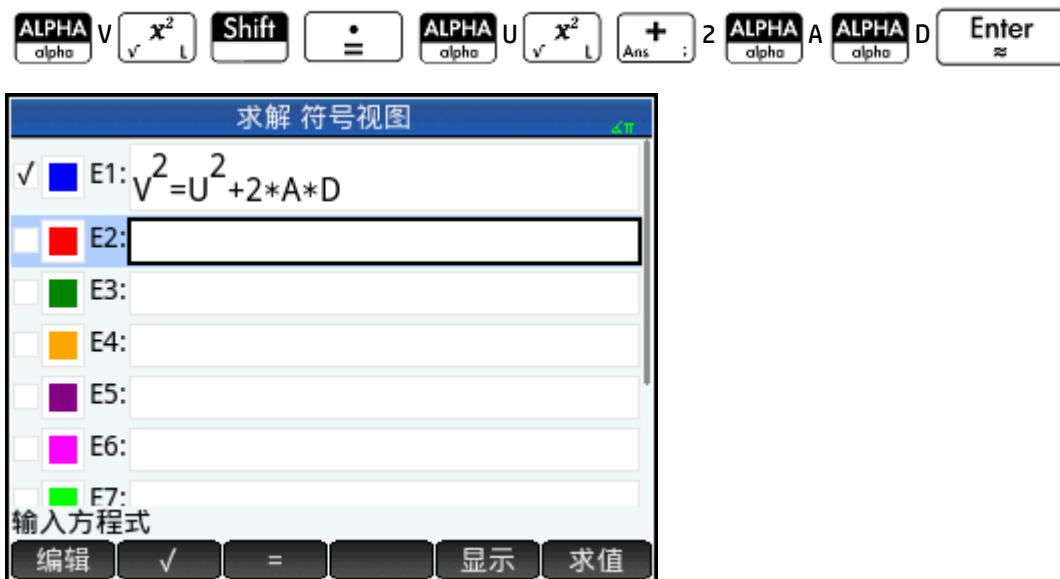 ALPHA alpha V x² √ L Shift • = ALPHA alpha U x² √ L + Ans ; 2 ALPHA alpha A ALPHA alpha D Enter ≈
求解 符号视图 ∡π
√ E1: V²=U²+2*A*D
E2:
E3:
E4:
E5:
E6:
E7:
输入方程式
编辑 √ = 显示 求值